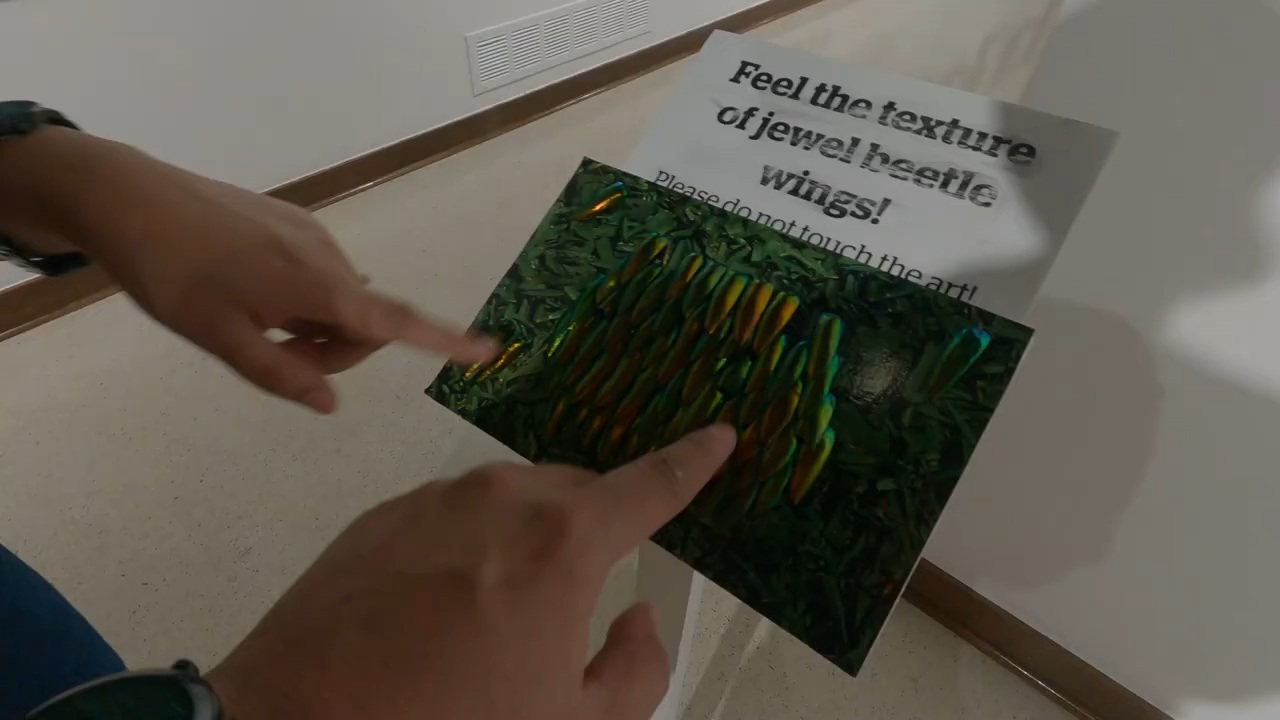 Feel the texture
of jewel beetle
wings!
Please do not touch the art!